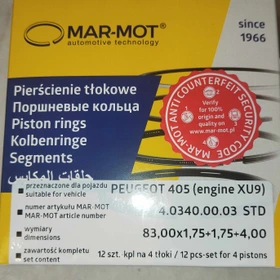 MAR-MOT®
automotive technology
since
1966
Pierścienie tłokowe
Поршневые кольца
Piston rings
Kolbenringe
Segments
حلقات المكابس
MAR-MOT ANTI COUNTERFEIT SECURITY CODE
for 100%
origin and
quality on
www.mar-mot.pl
przeznaczone dla pojazdu
suitable for vehicle
PEUGEOT 405 (engine XU9)
numer artykułu MAR-MOT
MAR-MOT article number
4.0340.00.03 STD
wymiary
dimensions
83,00x1,75+1,75+4,00
zawartość kompletu
set content
12 szt. kpl na 4 tłoki / 12 pcs-set for 4 pistons